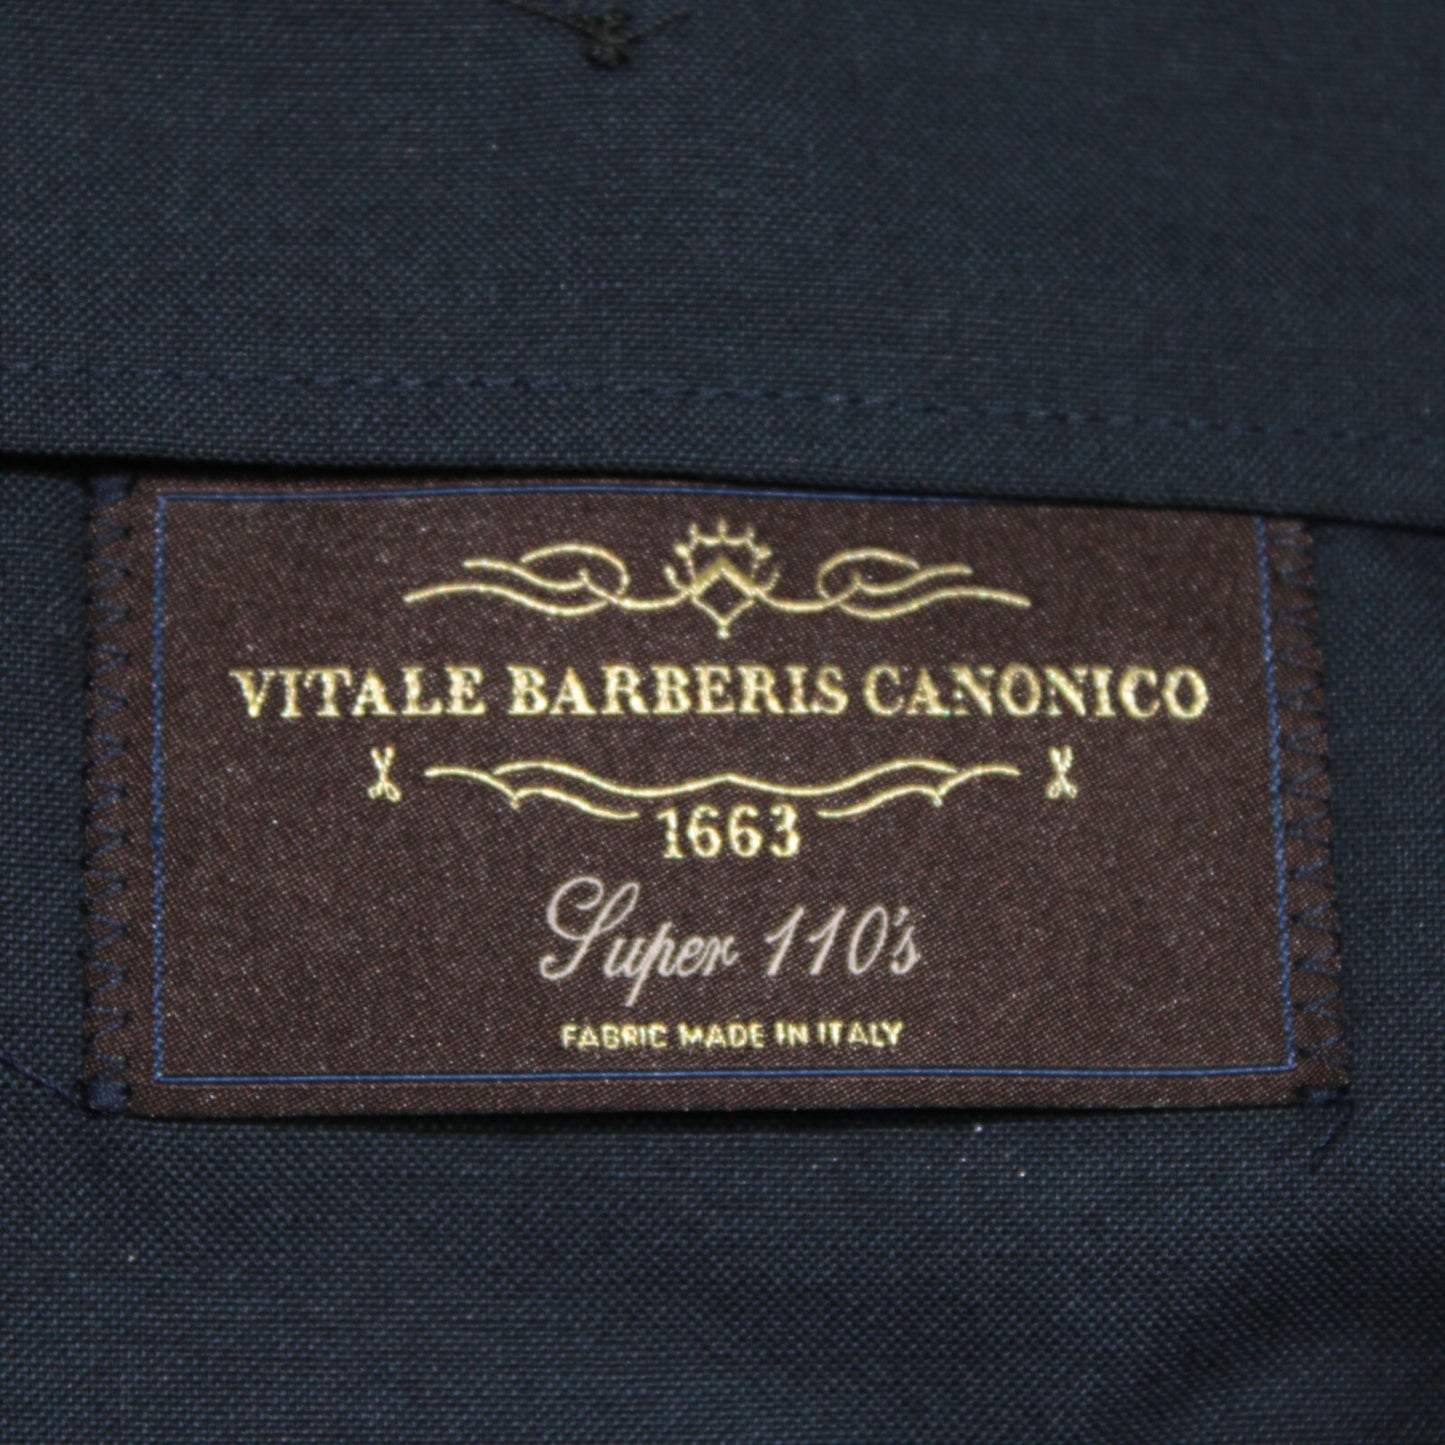 VITALE BARBERIS CANONICO
1663
Super 110's
FABRIC MADE IN ITALY